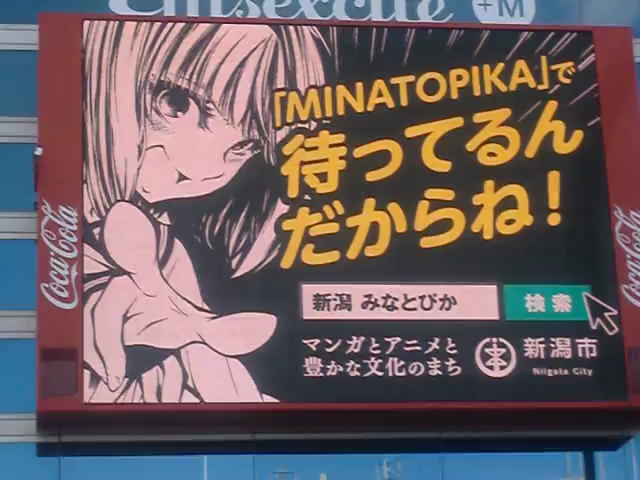 +M
「MINATOPIKA」で
待ってるん
だからね!
新潟 みなとぴか
検索
マンガとアニメと
豊かな文化のまち
新潟市
Niigata City
Coca-Cola
Coca-Cola